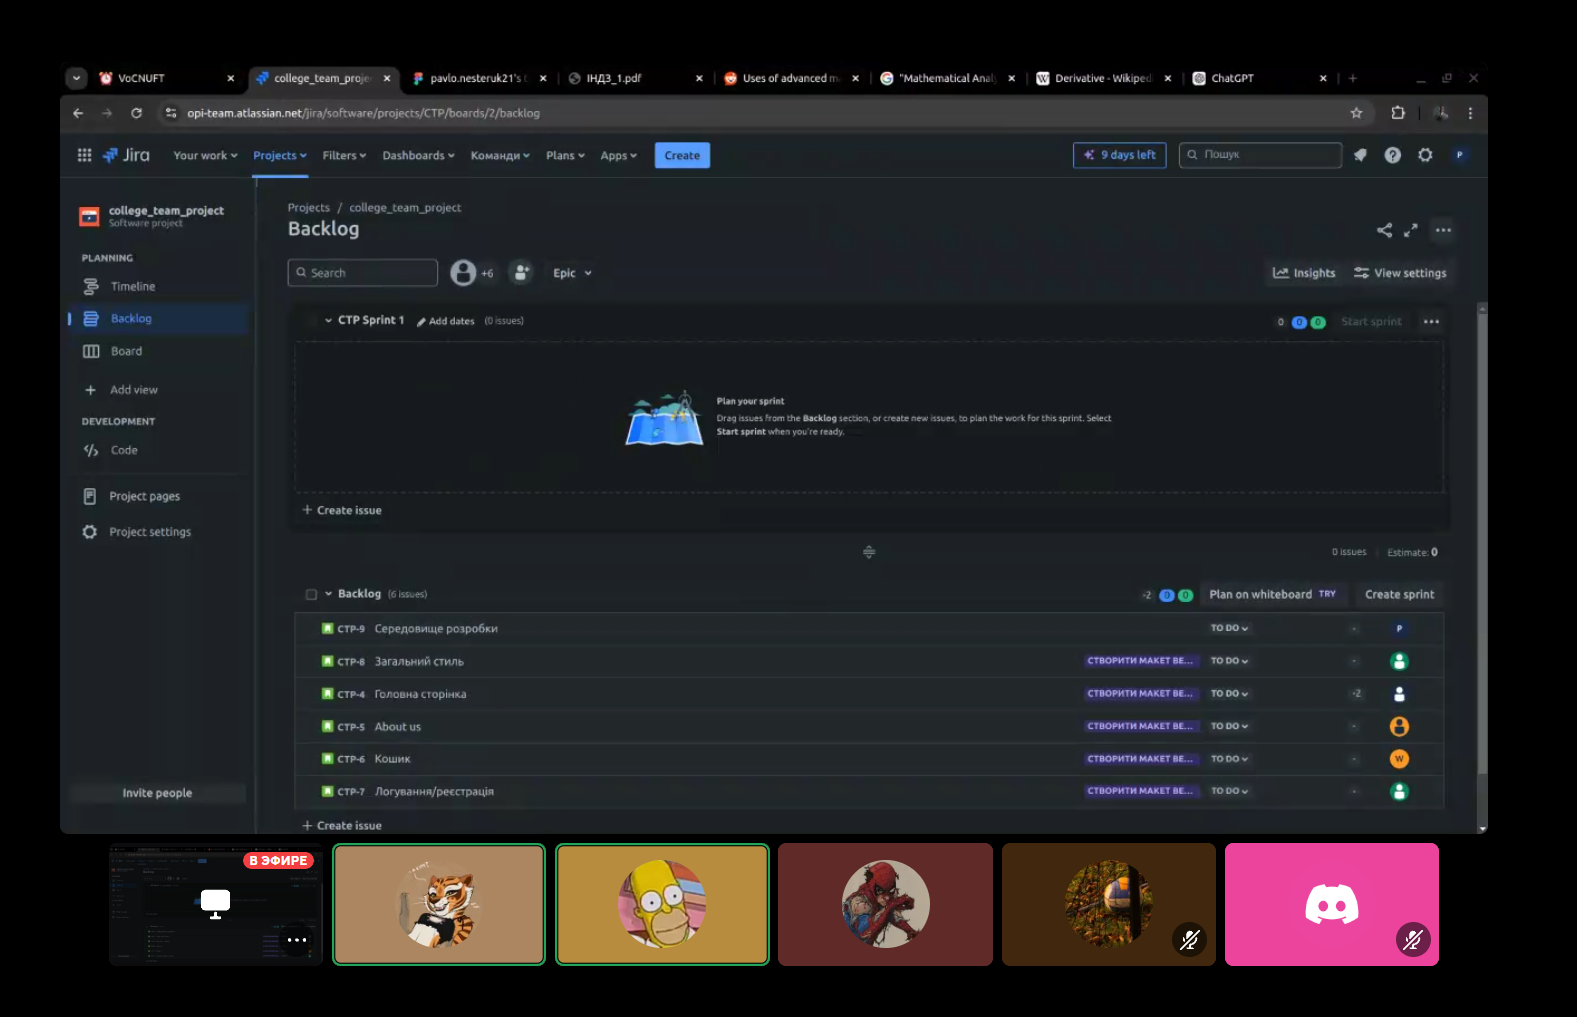 VoCNUFT
college_team_proje
pavlo.nesteruk21's
ІНДЗ_1.pdf
Uses of advanced m
"Mathematical Anal
Derivative - Wikiped
ChatGPT
opi-team.atlassian.net/jira/software/projects/CTP/boards/2/backlog
Jira
Your work
Projects
Filters
Dashboards
Команди
Plans
Apps
Create
9 days left
Пошук
P
college_team_project
Software project
PLANNING
Timeline
Backlog
Board
Add view
DEVELOPMENT
Code
Project pages
Project settings
Invite people
Projects / college_team_project
Backlog
Search
+6
Epic
Insights
View settings
CTP Sprint 1 Add dates (0 issues)
0 0 0 Start sprint
Plan your sprint
Drag issues from the Backlog section, or create new issues, to plan the work for this sprint. Select
Start sprint when you're ready.
+ Create issue
0 issues Estimate: 0
Backlog (6 issues) -2 0 0 Plan on whiteboard TRY Create sprint
CTP-9 Середовище розробки TO DO - P
CTP-8 Загальний стиль СТВОРИТИ МАКЕТ ВЕ... TO DO -
CTP-4 Головна сторінка СТВОРИТИ МАКЕТ ВЕ... TO DO -2
CTP-5 About us СТВОРИТИ МАКЕТ ВЕ... TO DO -
CTP-6 Кошик СТВОРИТИ МАКЕТ ВЕ... TO DO - W
CTP-7 Логування/реєстрація СТВОРИТИ МАКЕТ ВЕ... TO DO -
+ Create issue
В ЭФИРЕ